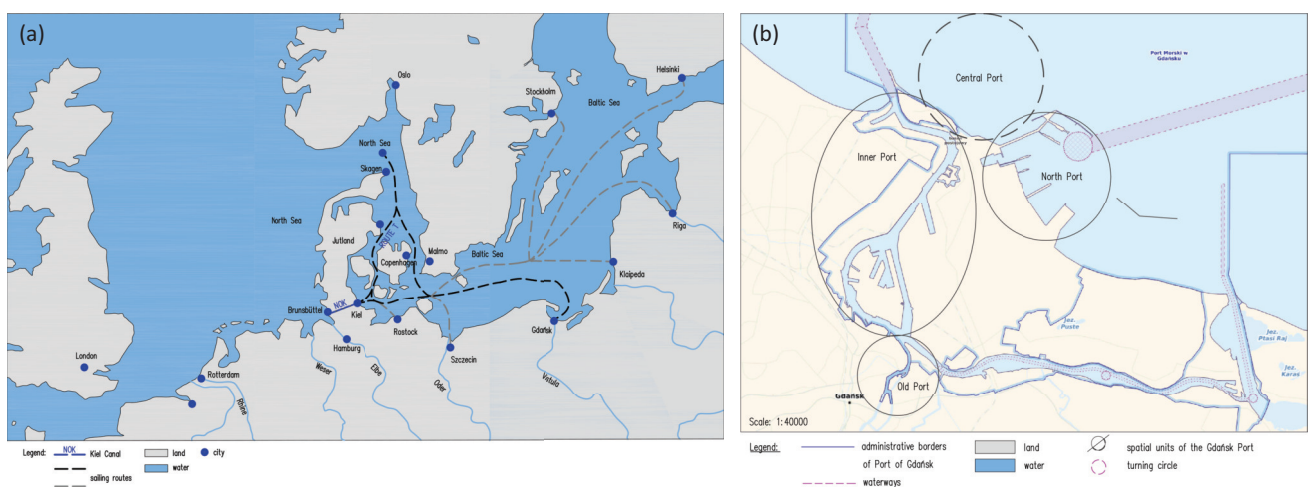 (a)
Oslo
Helsinki
Stockholm
Baltic Sea
North Sea
Skagen
North Sea
Jutland
ROUTE T
Riga
Copenhagen
Malmo
Baltic Sea
Klaipeda
NOK
Brunsbüttel
Kiel
Gdańsk
Rostock
Hamburg
Szczecin
London
Rotterdam
Rhine
Weser
Elbe
Oder
Vistula
Legend:
NOK
Kiel Canal
land
city
water
sailing routes
(b)
Port Morski w
Gdańsku
Central Port
Inner Port
North Port
Jez.
Puste
Jez.
Ptasi Raj
Jez.
Karaś
Old Port
Gdańsk
Scale: 1:40000
Legend:
administrative borders
of Port of Gdańsk
waterways
land
water
spatial units of the Gdańsk Port
turning circle